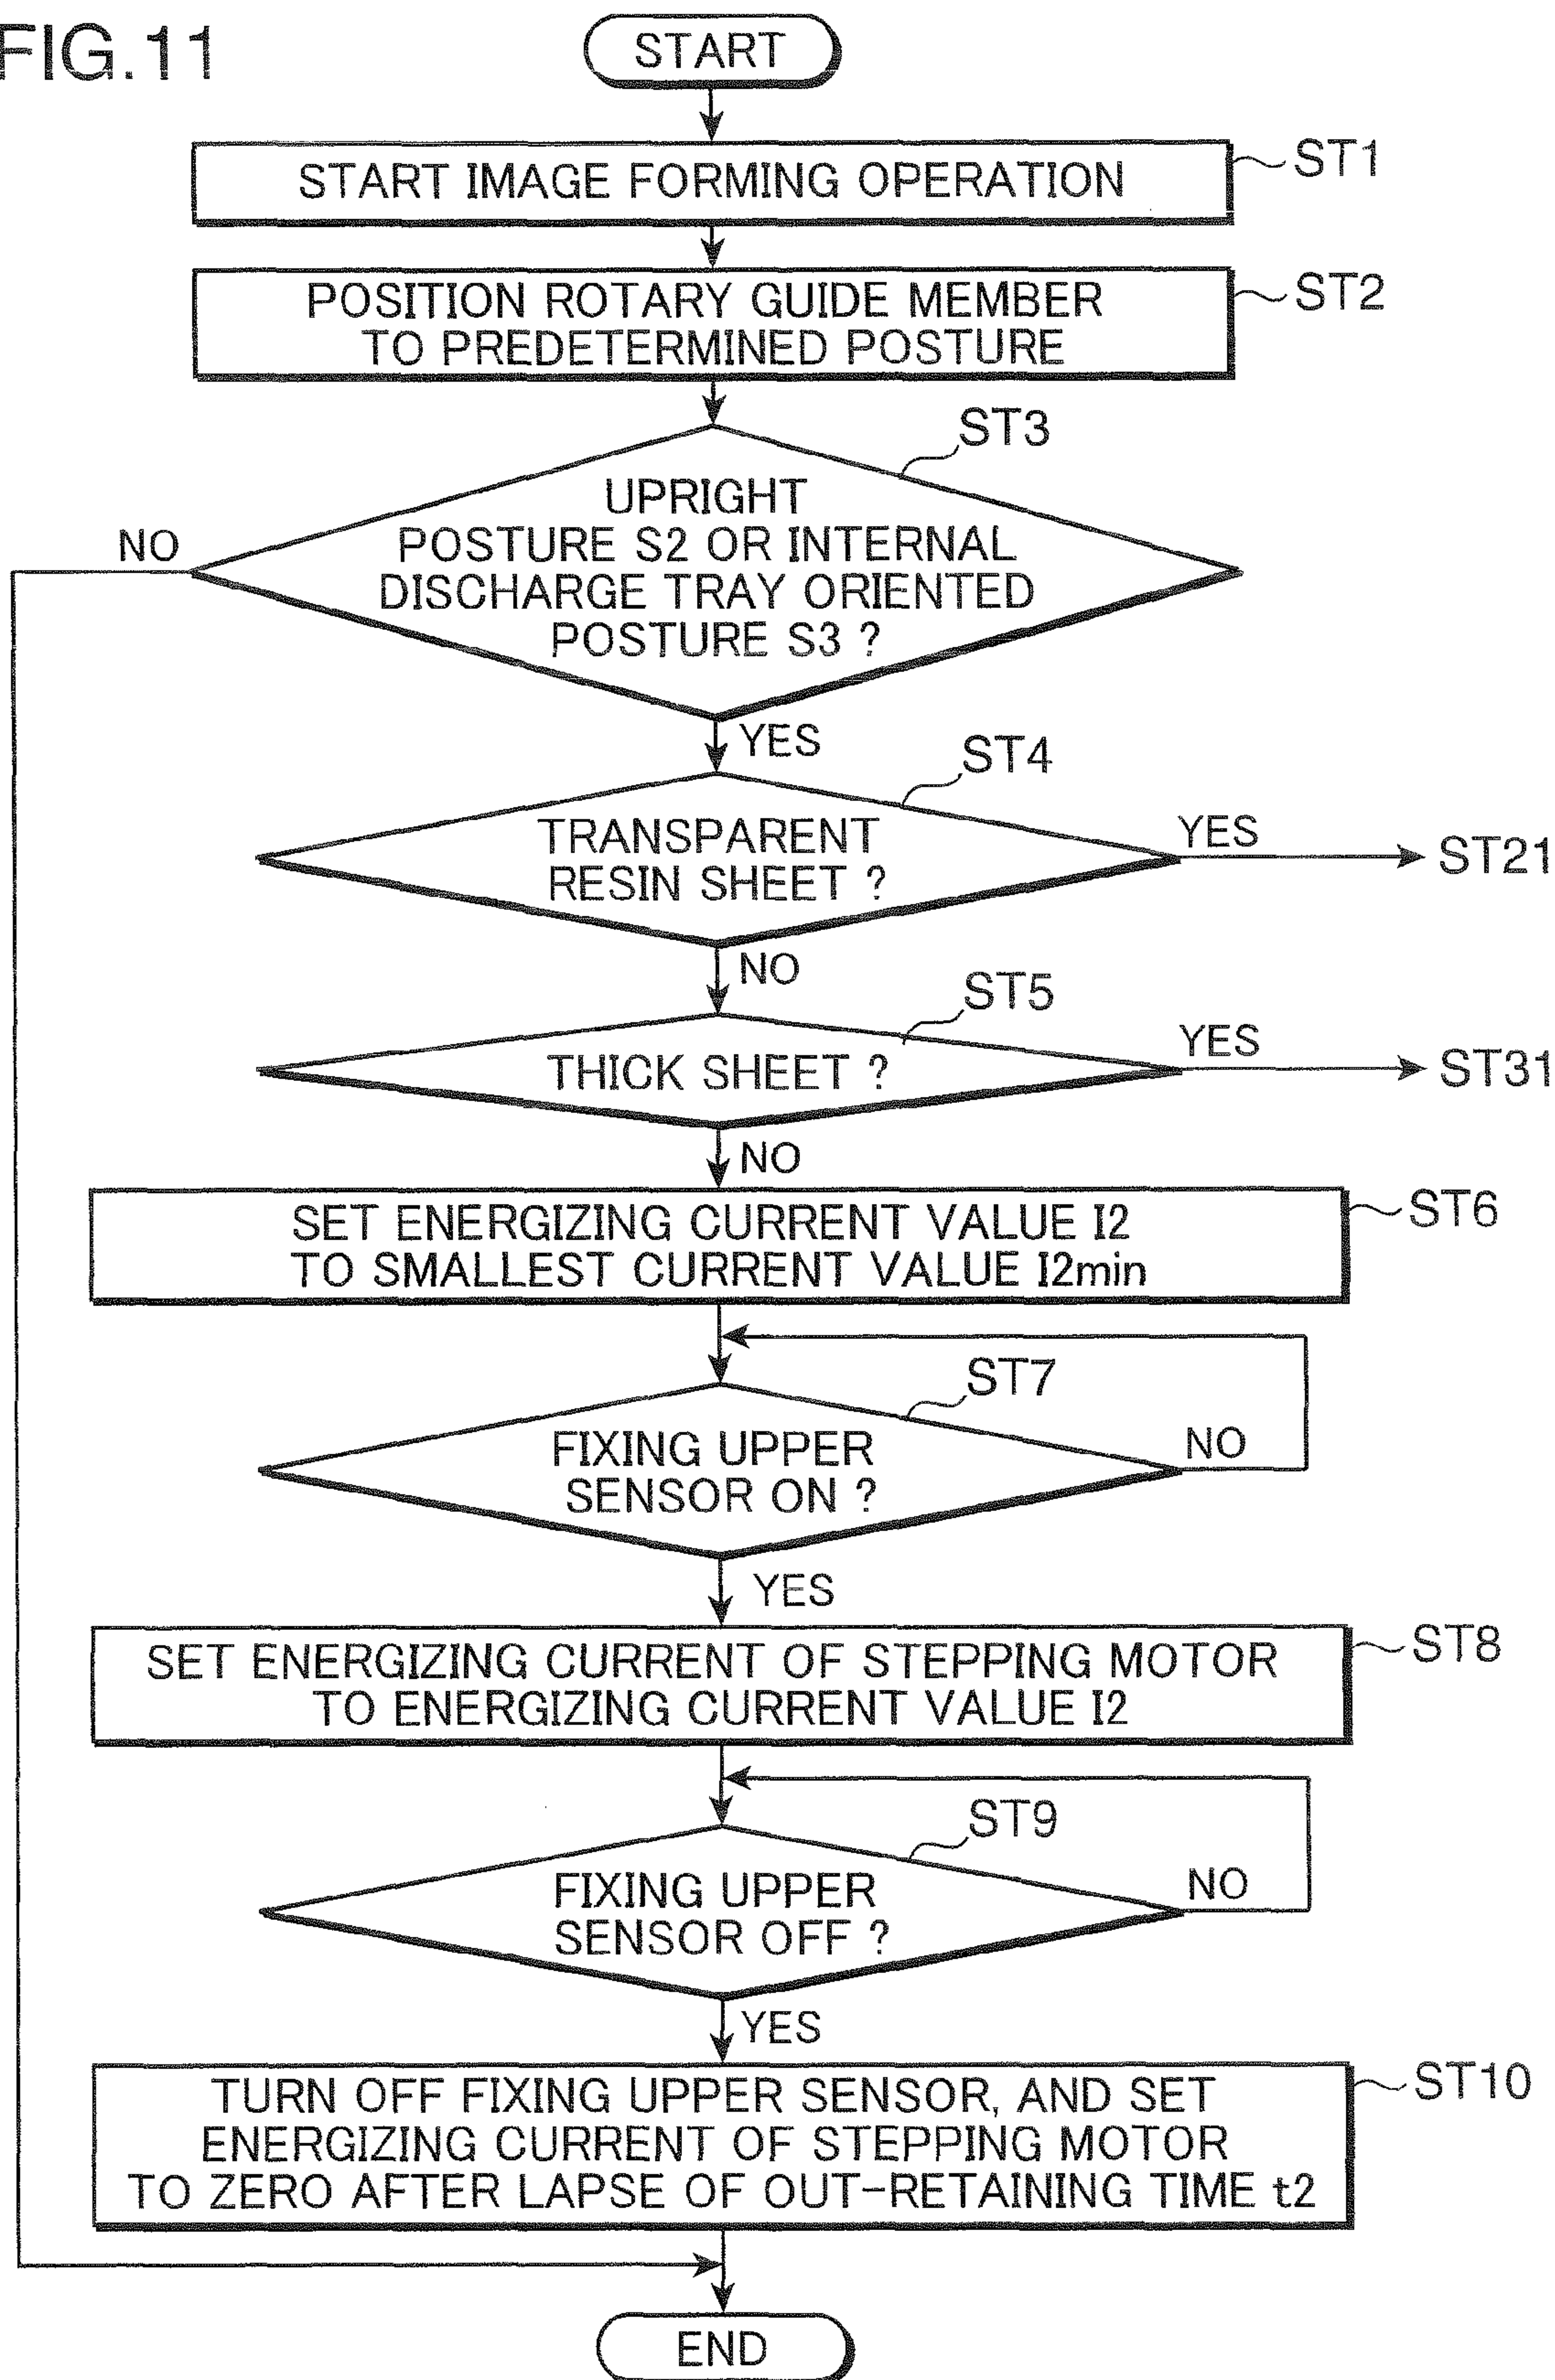 FIG.11
START
START IMAGE FORMING OPERATION
ST1
POSITION ROTARY GUIDE MEMBER
TO PREDETERMINED POSTURE
ST2
ST3
UPRIGHT
POSTURE S2 OR INTERNAL
DISCHARGE TRAY ORIENTED
POSTURE S3 ?
NO
YES
ST4
TRANSPARENT
RESIN SHEET ?
YES
ST21
NO
ST5
THICK SHEET ?
YES
ST31
NO
SET ENERGIZING CURRENT VALUE I2
TO SMALLEST CURRENT VALUE I2min
ST6
ST7
FIXING UPPER
SENSOR ON ?
NO
YES
SET ENERGIZING CURRENT OF STEPPING MOTOR
TO ENERGIZING CURRENT VALUE I2
ST8
ST9
FIXING UPPER
SENSOR OFF ?
NO
YES
TURN OFF FIXING UPPER SENSOR, AND SET
ENERGIZING CURRENT OF STEPPING MOTOR
TO ZERO AFTER LAPSE OF OUT-RETAINING TIME t2
ST10
END